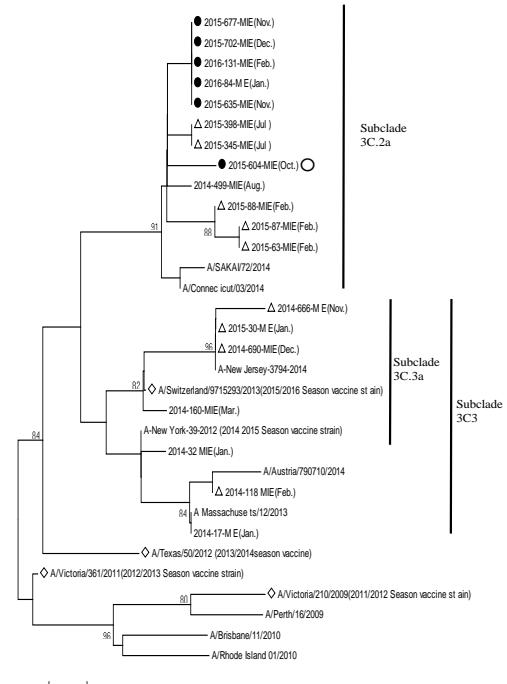 2015-677-MIE(Nov.)
2015-702-MIE(Dec.)
2016-131-MIE(Feb.)
2016-84-M E(Jan.)
2015-635-MIE(Nov.)
2015-398-MIE(Jul )
2015-345-MIE(Jul )
Subclade
3C.2a
2015-604-MIE(Oct.)
2014-499-MIE(Aug.)
2015-88-MIE(Feb.)
91
88
2015-87-MIE(Feb.)
2015-63-MIE(Feb.)
A/SAKAI/72/2014
A/Connec icut/03/2014
2014-666-M E(Nov.)
2015-30-M E(Jan.)
96
2014-690-MIE(Dec.)
A-New Jersey-3794-2014
Subclade
3C.3a
82
A/Switzerland/9715293/2013(2015/2016 Season vaccine st ain)
2014-160-MIE(Mar.)
Subclade
3C3
A-New York-39-2012 (2014 2015 Season vaccine strain)
84
2014-32 MIE(Jan.)
A/Austria/790710/2014
2014-118 MIE(Feb.)
84
A Massachuse ts/12/2013
2014-17-M E(Jan.)
A/Texas/50/2012 (2013/2014season vaccine)
A/Victoria/361/2011(2012/2013 Season vaccine strain)
80
A/Victoria/210/2009(2011/2012 Season vaccine st ain)
A/Perth/16/2009
96
A/Brisbane/11/2010
A/Rhode Island 01/2010